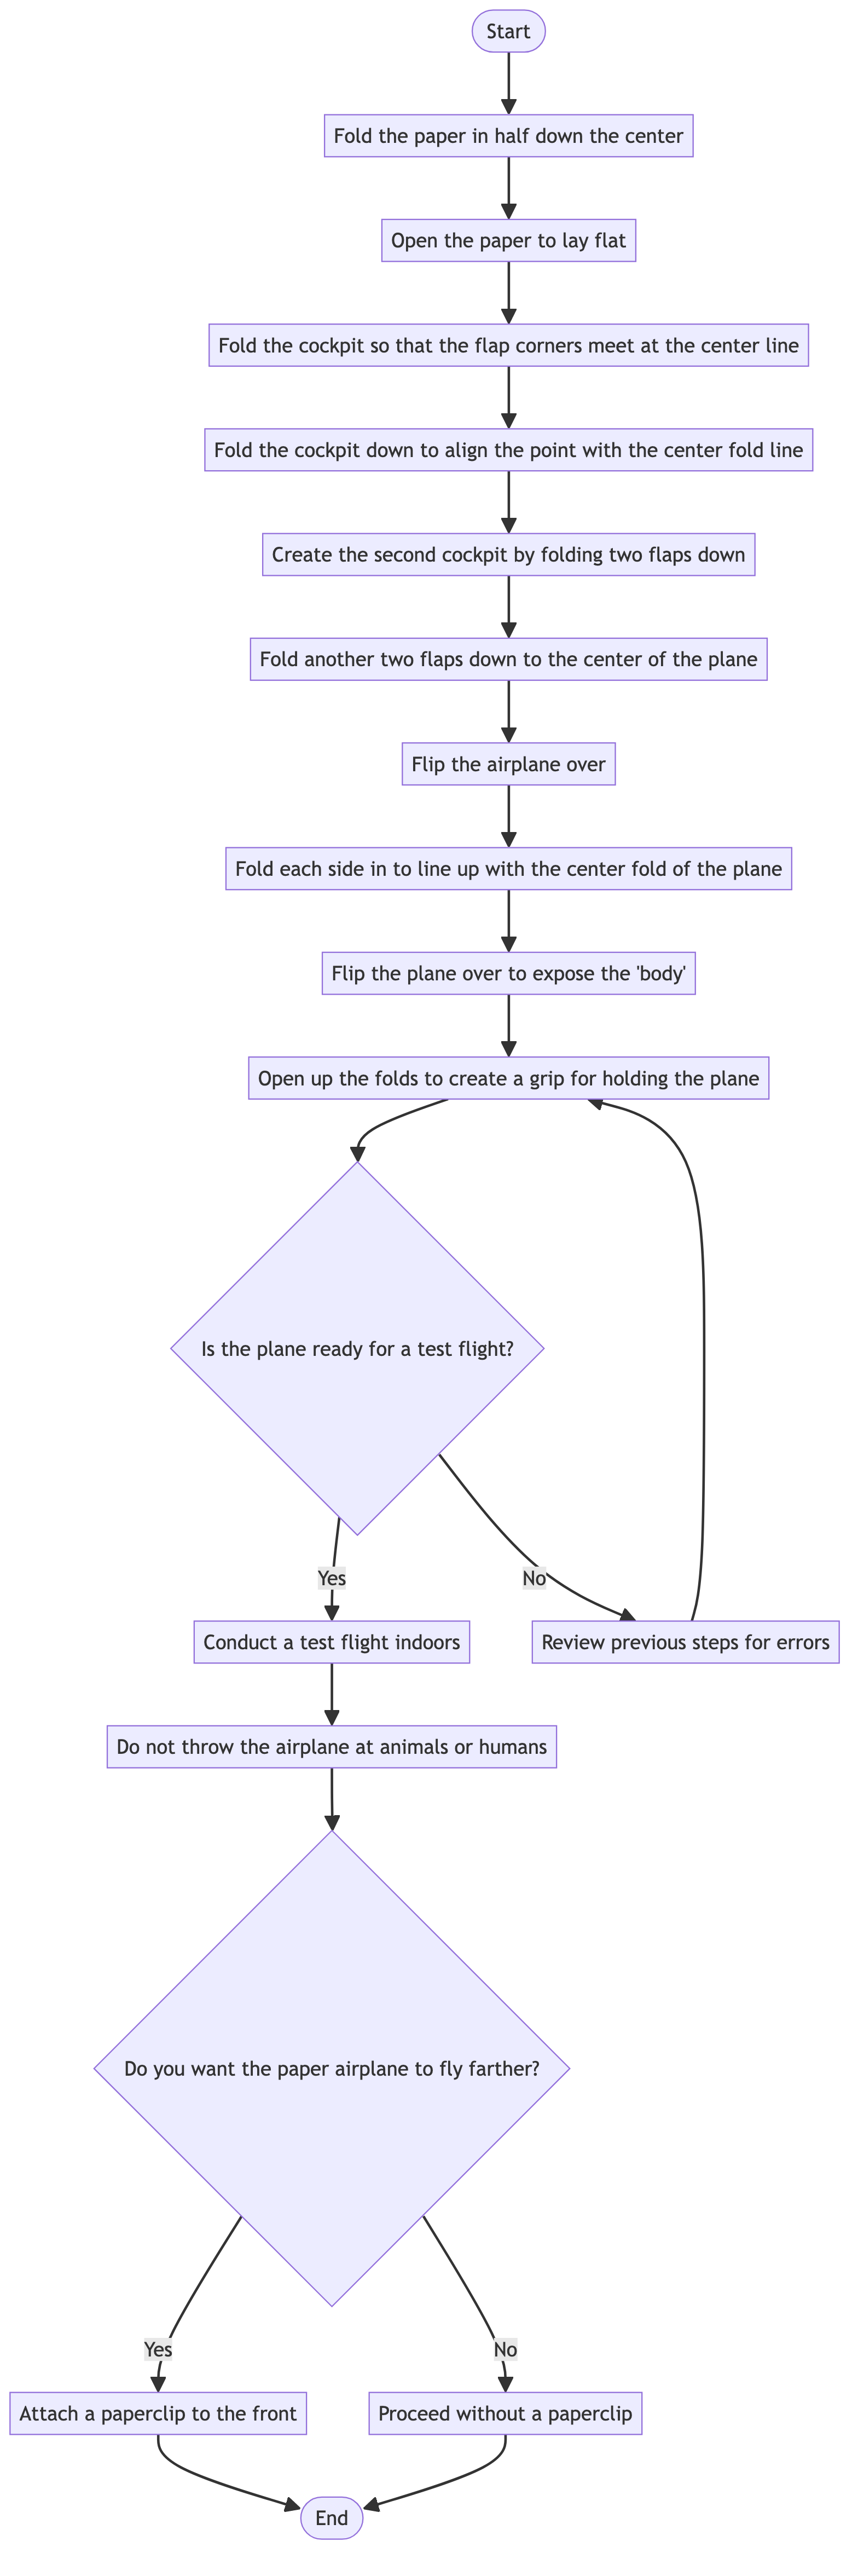 Start
Fold the paper in half down the center
Open the paper to lay flat
Fold the cockpit so that the flap corners meet at the center line
Fold the cockpit down to align the point with the center fold line
Create the second cockpit by folding two flaps down
Fold another two flaps down to the center of the plane
Flip the airplane over
Fold each side in to line up with the center fold of the plane
Flip the plane over to expose the 'body'
Open up the folds to create a grip for holding the plane
Is the plane ready for a test flight?
Yes
No
Conduct a test flight indoors
Review previous steps for errors
Do not throw the airplane at animals or humans
Do you want the paper airplane to fly farther?
Yes
No
Attach a paperclip to the front
Proceed without a paperclip
End